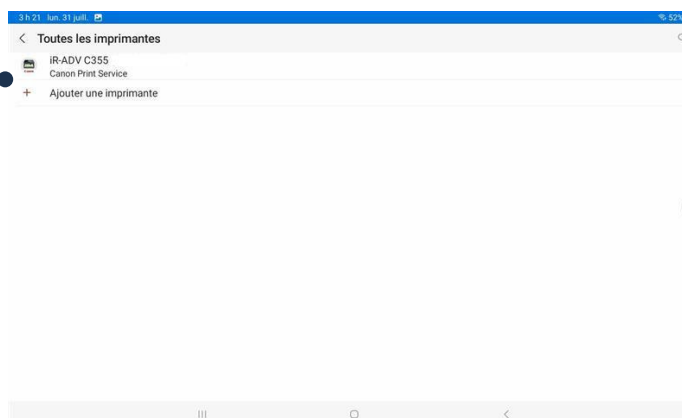 3 h 21 lun. 31 juill. 52%
Toutes les imprimantes
iR-ADV C355
Canon Print Service
+ Ajouter une imprimante